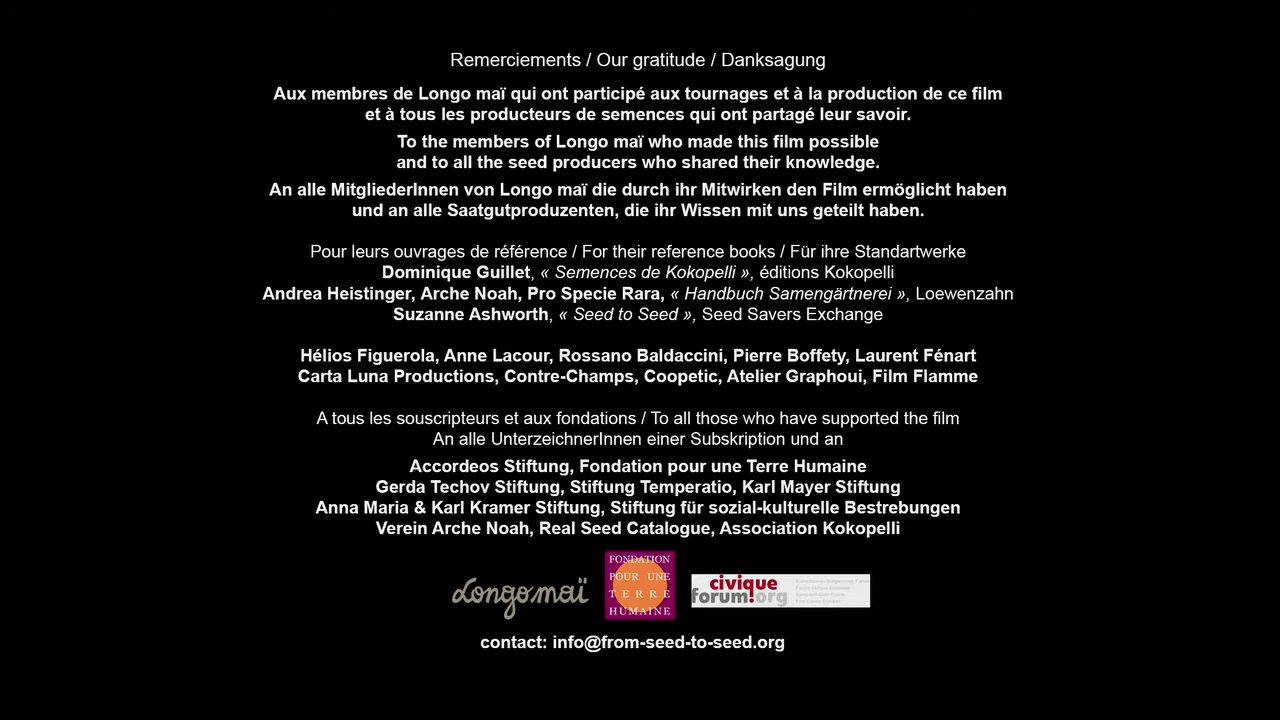 Remerciements / Our gratitude / Danksagung
Aux membres de Longo maï qui ont participé aux tournages et à la production de ce film
et à tous les producteurs de semences qui ont partagé leur savoir.
To the members of Longo maï who made this film possible
and to all the seed producers who shared their knowledge.
An alle MitgliederInnen von Longo maï die durch ihr Mitwirken den Film ermöglicht haben
und an alle Saatgutproduzenten, die ihr Wissen mit uns geteilt haben.
Pour leurs ouvrages de référence / For their reference books / Für ihre Standartwerke
Dominique Guillet, « Semences de Kokopelli », éditions Kokopelli
Andrea Heistinger, Arche Noah, Pro Specie Rara, « Handbuch Samengärtnerei », Loewenzahn
Suzanne Ashworth, « Seed to Seed », Seed Savers Exchange
Hélios Figuerola, Anne Lacour, Rossano Baldaccini, Pierre Boffety, Laurent Fénart
Carta Luna Productions, Contre-Champs, Coopetic, Atelier Graphoui, Film Flamme
A tous les souscripteurs et aux fondations / To all those who have supported the film
An alle UnterzeichnerInnen einer Subskription und an
Accordeos Stiftung, Fondation pour une Terre Humaine
Gerda Techov Stiftung, Stiftung Temperatio, Karl Mayer Stiftung
Anna Maria & Karl Kramer Stiftung, Stiftung für sozial-kulturelle Bestrebungen
Verein Arche Noah, Real Seed Catalogue, Association Kokopelli
Longomaï
FONDATION
POUR UNE
TERRE
HUMAINE
civique
forum!org
contact: info@from-seed-to-seed.org